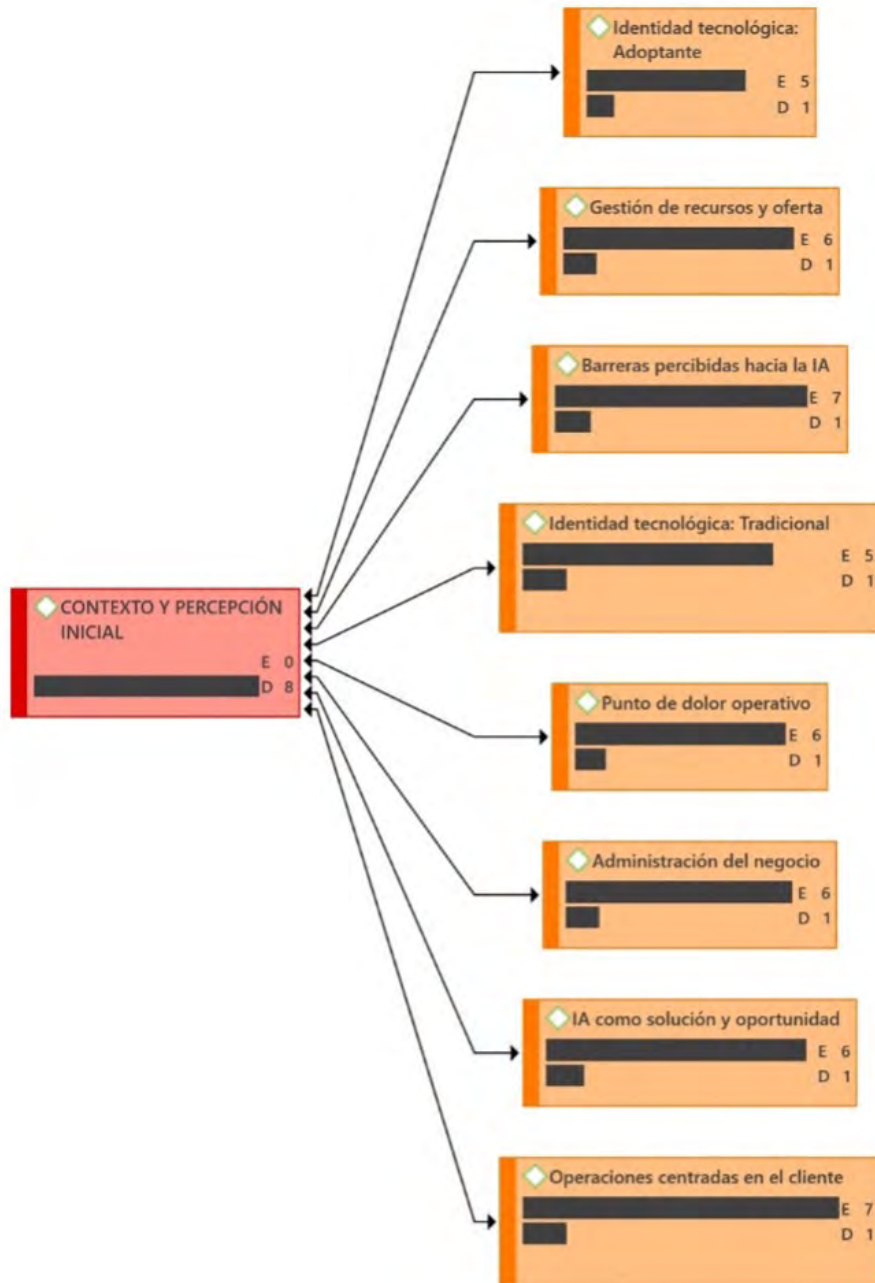 Identidad tecnológica:
Adoptante
E 5
D 1
Gestión de recursos y oferta
E 6
D 1
Barreras percibidas hacia la IA
E 7
D 1
Identidad tecnológica: Tradicional
E 5
D 1
CONTEXTO Y PERCEPCIÓN
INICIAL
E 0
D 8
Punto de dolor operativo
E 6
D 1
Administración del negocio
E 6
D 1
IA como solución y oportunidad
E 6
D 1
Operaciones centradas en el cliente
E 7
D 1